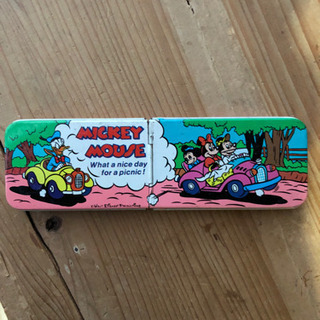 MICKEY
MOUSE
What a nice day
for a picnic!